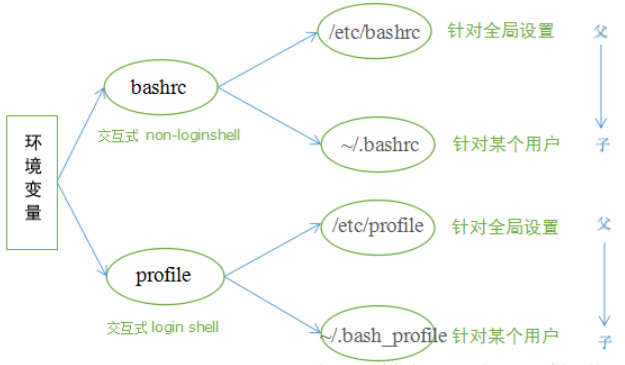 /etc/bashrc 针对全局设置 父
bashrc
交互式 non-loginshell
~/.bashrc 针对某个用户 子
环境变量
/etc/profile 针对全局设置 父
profile
交互式 login shell
~/.bash_profile 针对某个用户 子